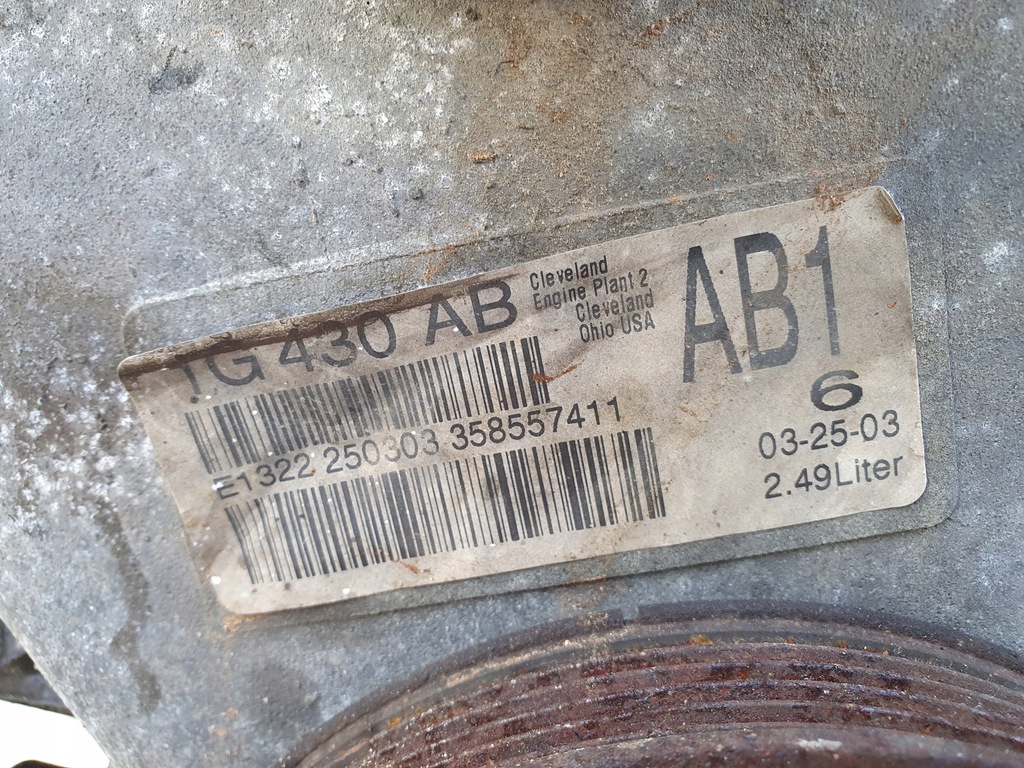 1G 430 AB
Cleveland
Engine Plant 2
Cleveland
Ohio USA
AB1
6
E1322 250303 358557411
03-25-03
2.49Liter